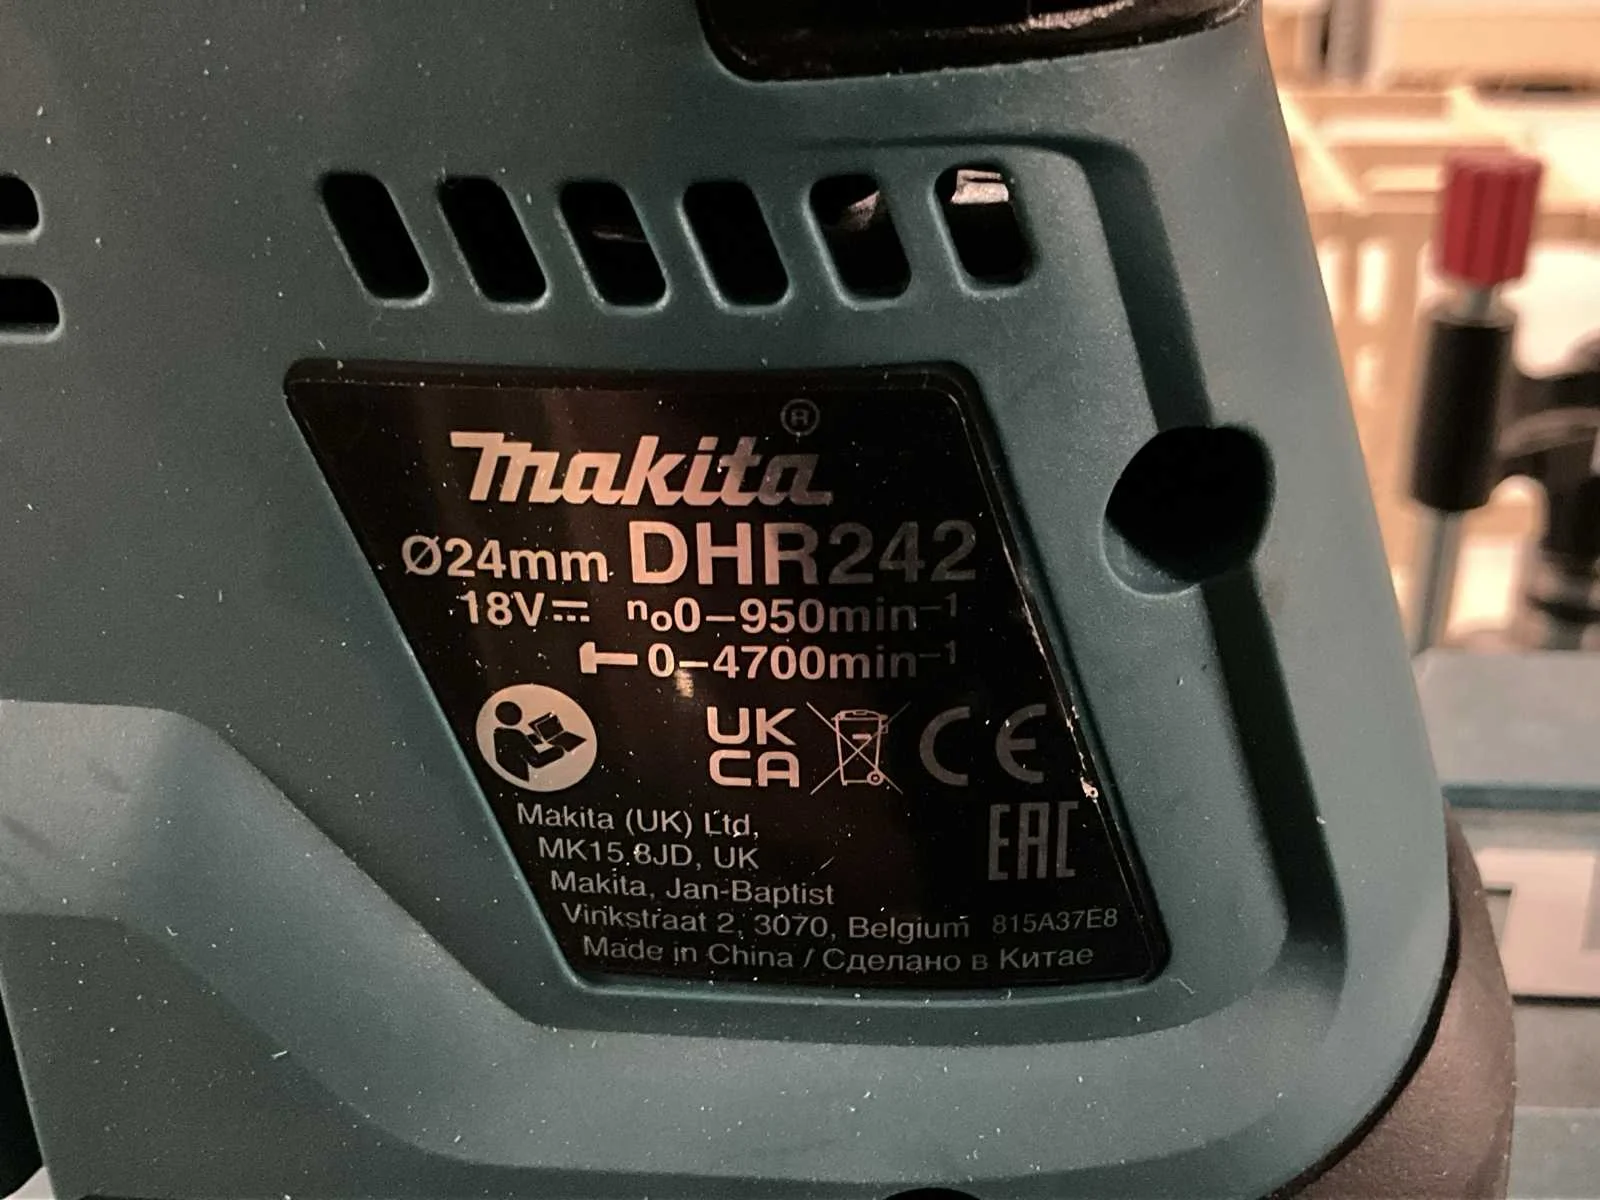 makita®
Ø24mm DHR242
18V⎓ n₀0–950min⁻¹
0–4700min⁻¹
UK
CA
CE
EAC
Makita (UK) Ltd,
MK15 8JD, UK
Makita, Jan-Baptist
Vinkstraat 2, 3070, Belgium 815A37E8
Made in China / Сделано в Китае